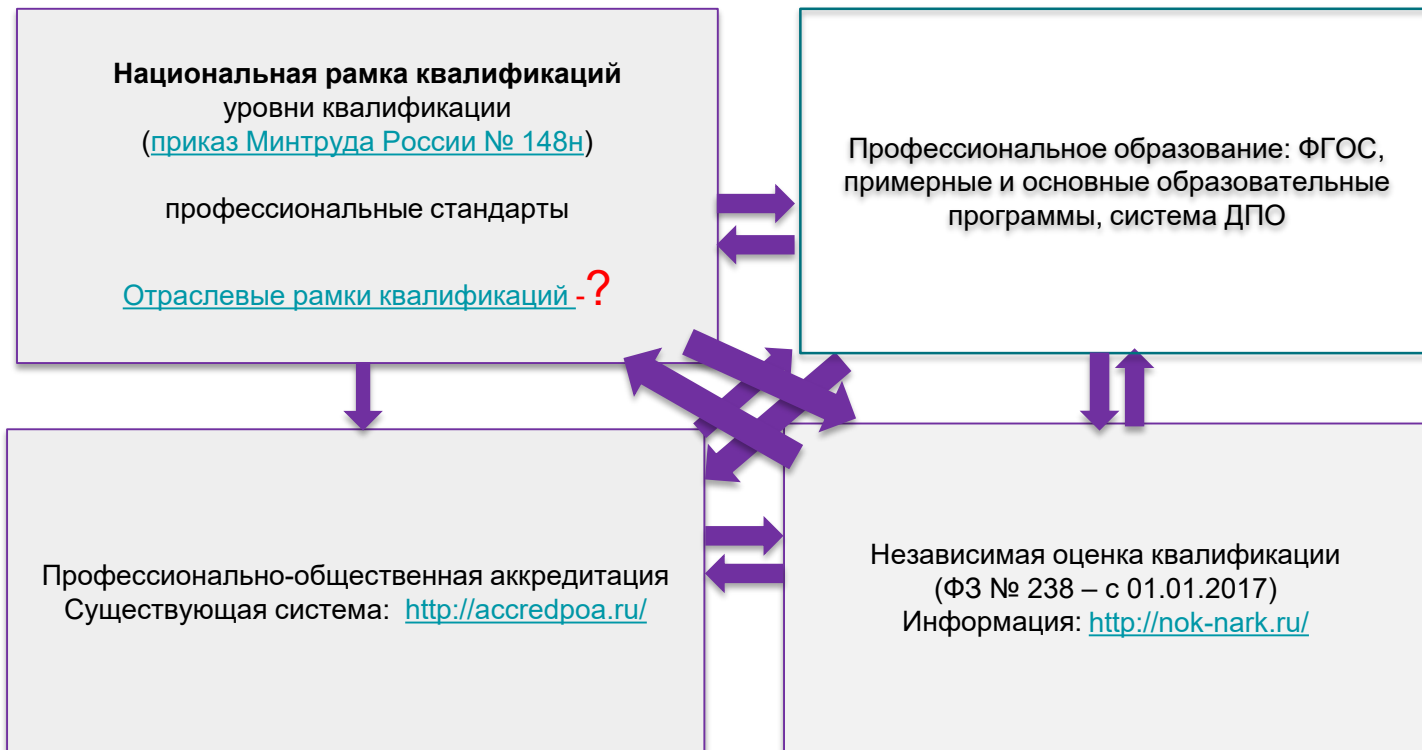 Национальная рамка квалификаций
уровни квалификации
(приказ Минтруда России № 148н)
профессиональные стандарты
Отраслевые рамки квалификаций -?
Профессиональное образование: ФГОС,
примерные и основные образовательные
программы, система ДПО
Профессионально-общественная аккредитация
Существующая система: http://accredpoa.ru/
Независимая оценка квалификации
(ФЗ № 238 – с 01.01.2017)
Информация: http://nok-nark.ru/